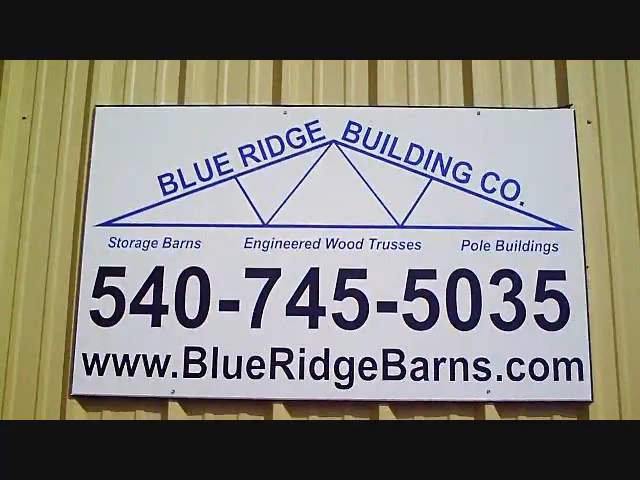 BLUE RIDGE BUILDING CO.
Storage Barns Engineered Wood Trusses Pole Buildings
540-745-5035
www.BlueRidgeBarns.com